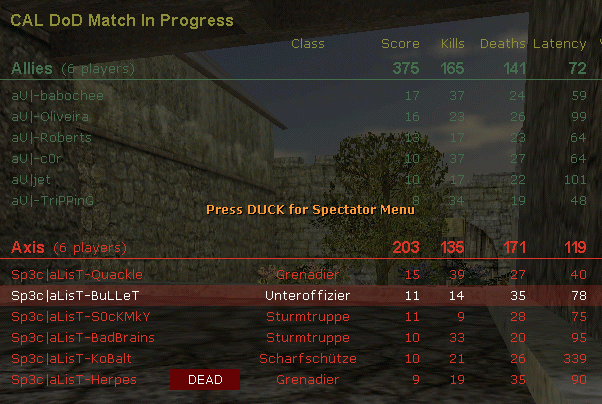 CAL DoD Match In Progress
Class Score Kills Deaths Latency
Allies (6 players) 375 165 141 72
aU|-babochee 17 37 24 59
aU|-Oliveira 16 23 26 99
aU|-Roberts 13 17 23 64
aU|-c0r 10 37 27 64
aU|jet 10 17 22 101
aU|-TriPPinG 8 34 19 48
Press DUCK for Spectator Menu
Axis (6 players) 203 135 171 119
Sp3c|aLisT-Quackle Grenadier 15 39 27 40
Sp3c|aLisT-BuLLeT Unteroffizier 11 14 35 78
Sp3c|aLisT-S0cKMkY Sturmtruppe 11 9 28 75
Sp3c|aLisT-BadBrains Sturmtruppe 10 33 20 95
Sp3c|aLisT-KoBalt Scharfschütze 10 21 26 339
Sp3c|aLisT-Herpes DEAD Grenadier 9 19 35 90